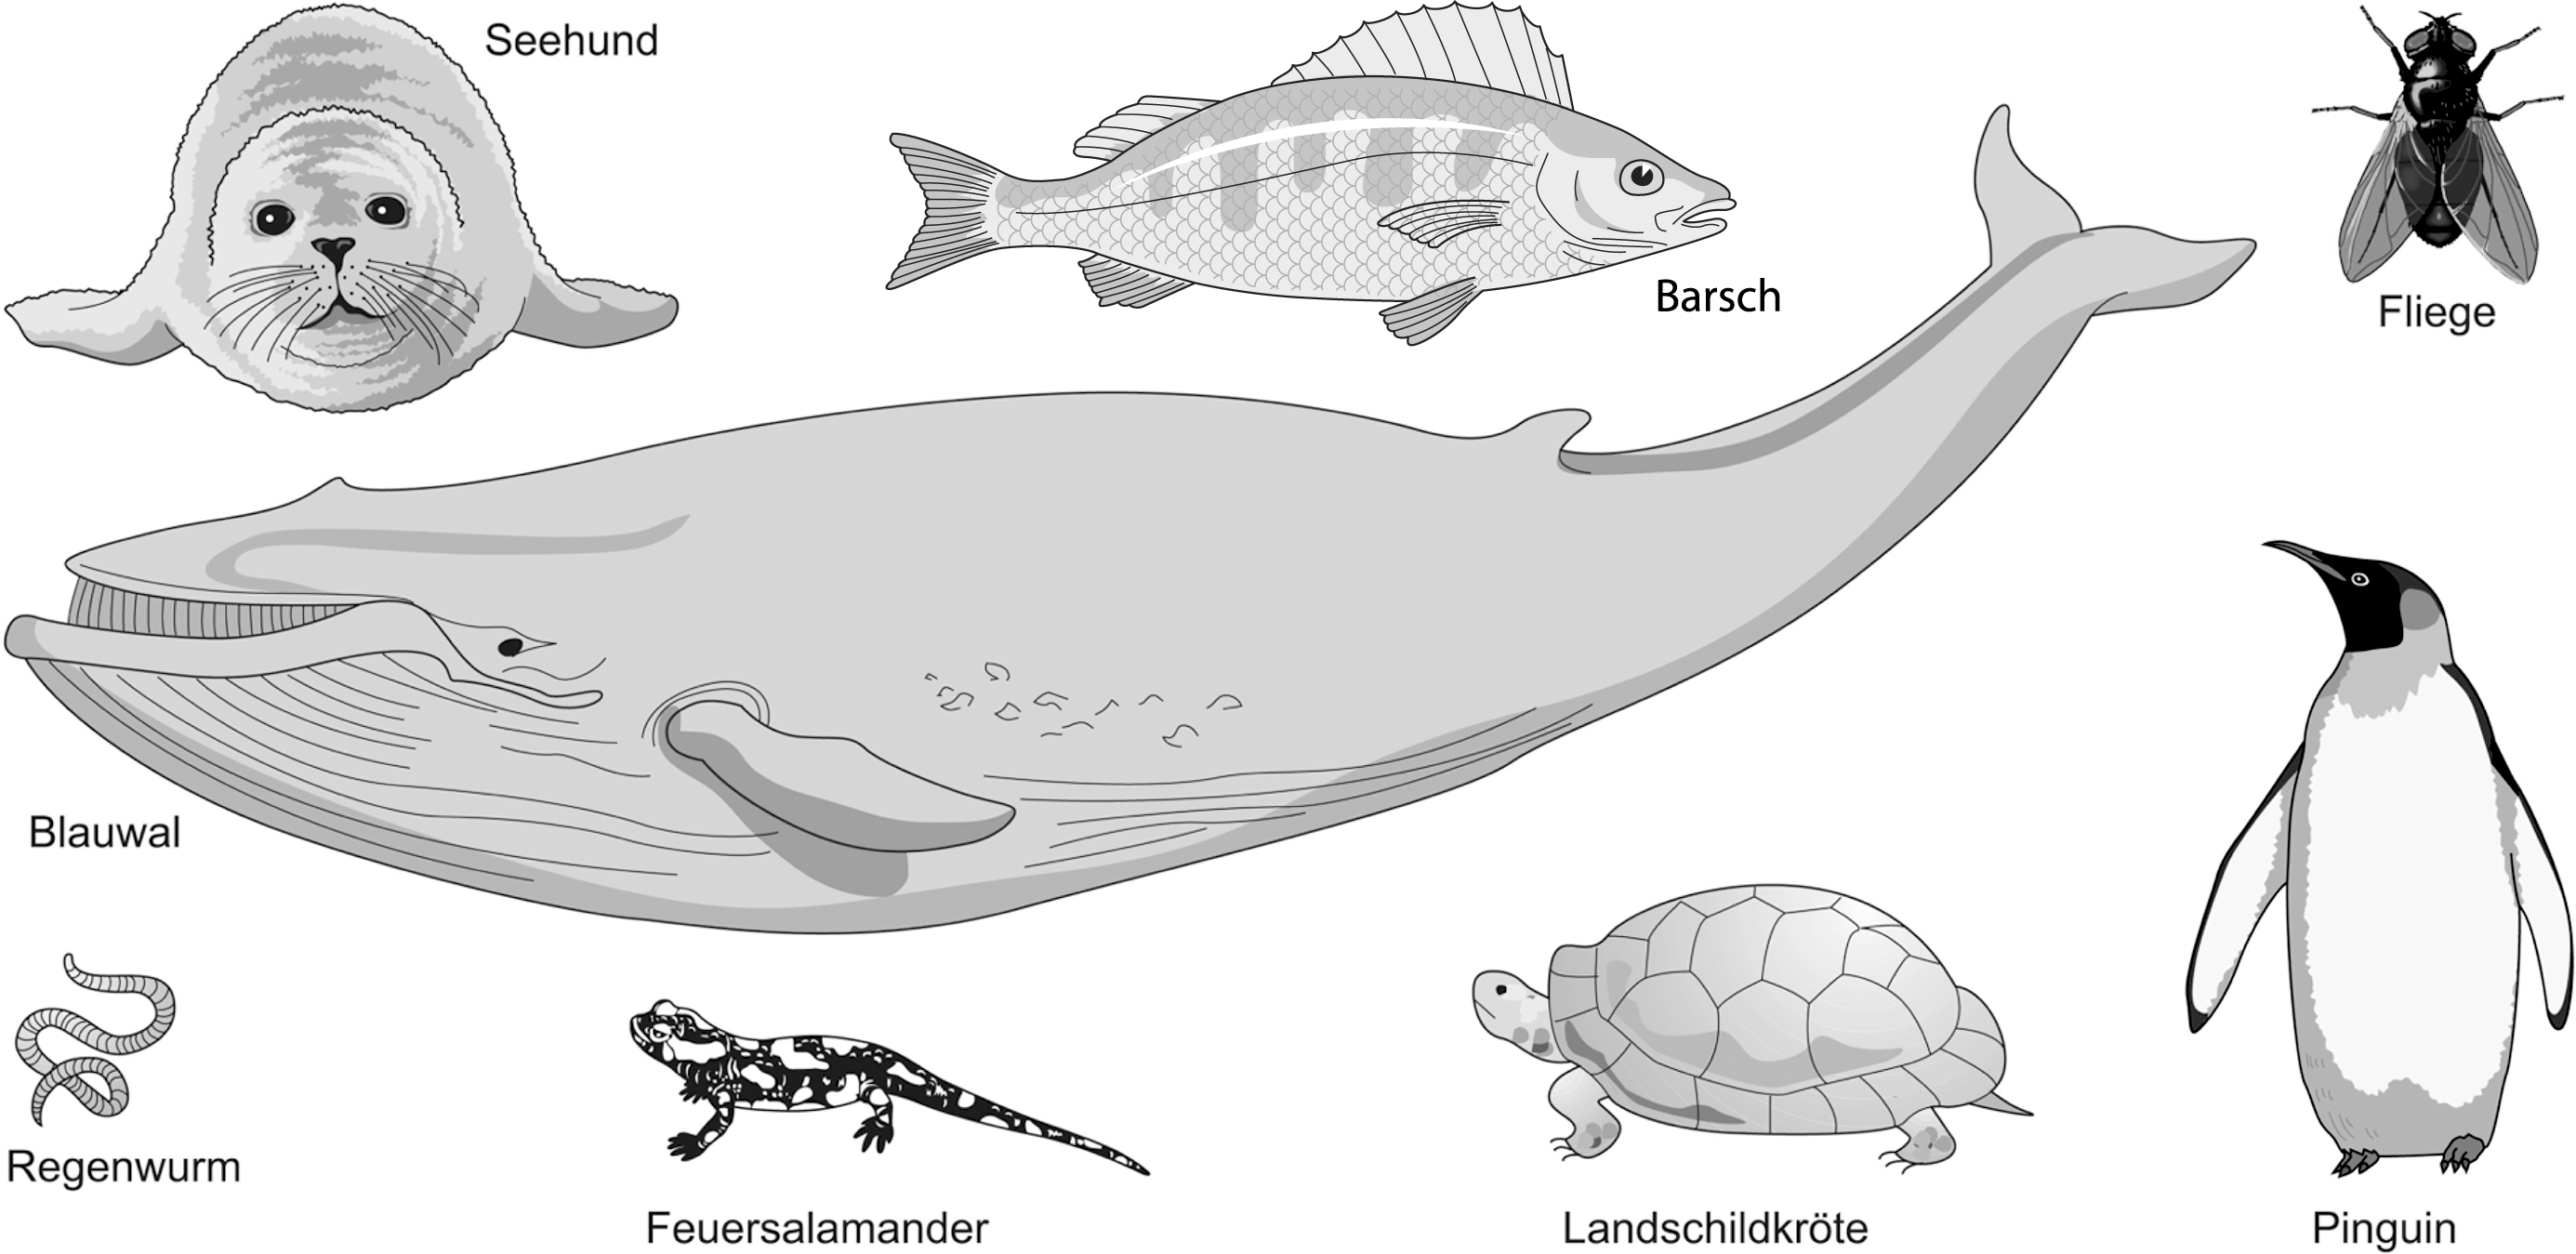 Seehund
Barsch
Fliege
Blauwal
Regenwurm
Feuersalamander
Landschildkröte
Pinguin